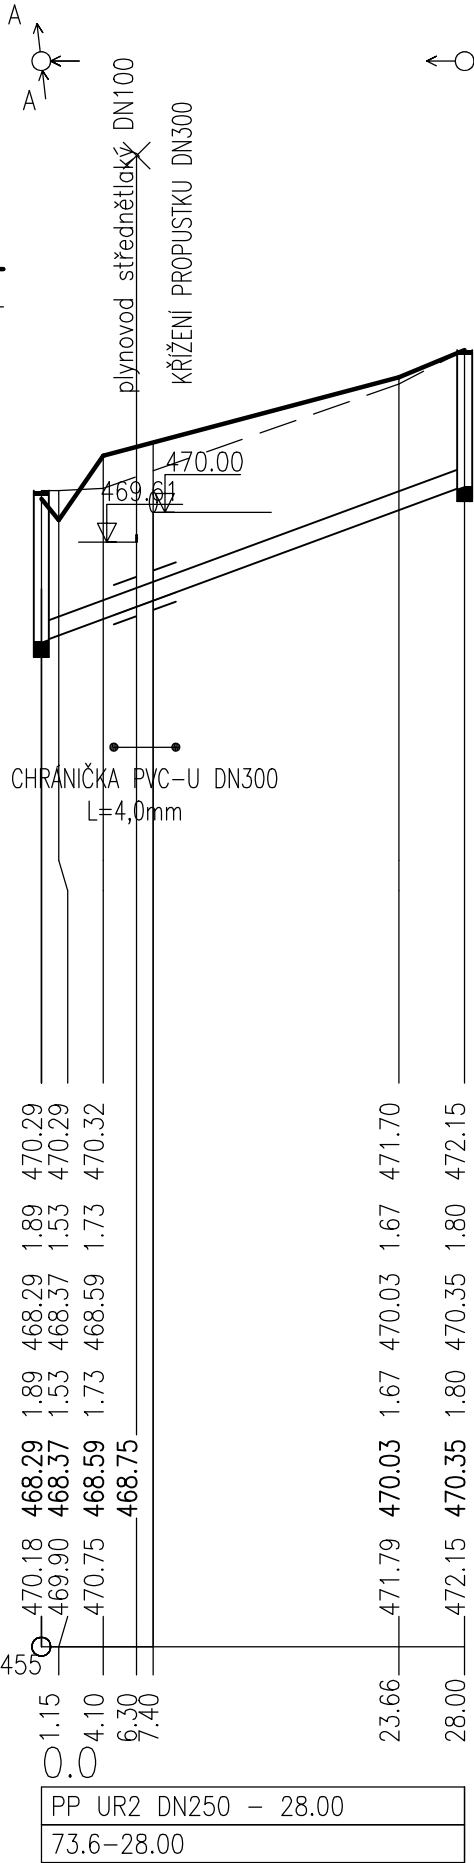 A
A
plynovod střednětlaký DN100
KŘÍŽENÍ PROPUSTKU DN300
470.00
469.61
CHRÁNIČKA PVC-U DN300
L=4,0mm
470.29 470.29 470.32 471.70 472.15
1.89 1.53 1.73 1.67 1.80
468.29 468.37 468.59 470.03 470.35
1.89 1.53 1.73 1.67 1.80
468.29 468.37 468.59 468.75 470.03 470.35
470.18 469.90 470.75 471.79 472.15
455
1.15 4.10 6.30 7.40 23.66 28.00
0.0
PP UR2 DN250 - 28.00
73.6-28.00